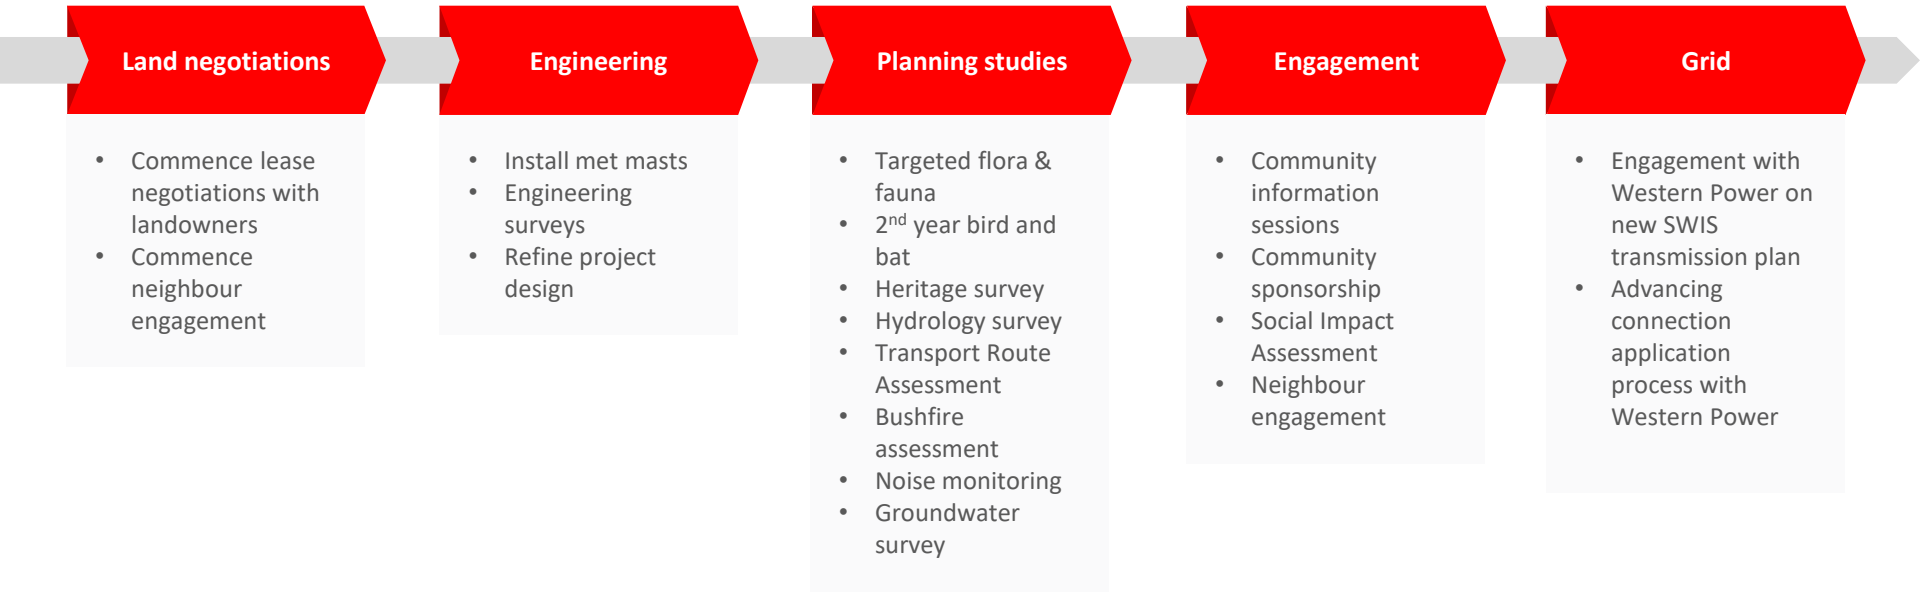 Land negotiations
• Commence lease
negotiations with
landowners
• Commence
neighbour
engagement
Engineering
• Install met masts
• Engineering
surveys
• Refine project
design
Planning studies
• Targeted flora &
fauna
• 2nd year bird and
bat
• Heritage survey
• Hydrology survey
• Transport Route
Assessment
• Bushfire
assessment
• Noise monitoring
• Groundwater
survey
Engagement
• Community
information
sessions
• Community
sponsorship
• Social Impact
Assessment
• Neighbour
engagement
Grid
• Engagement with
Western Power on
new SWIS
transmission plan
• Advancing
connection
application
process with
Western Power